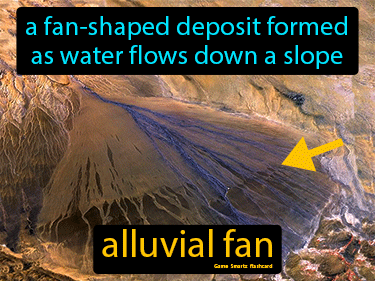 a fan-shaped deposit formed
as water flows down a slope
alluvial fan
Game Smartz flashcard